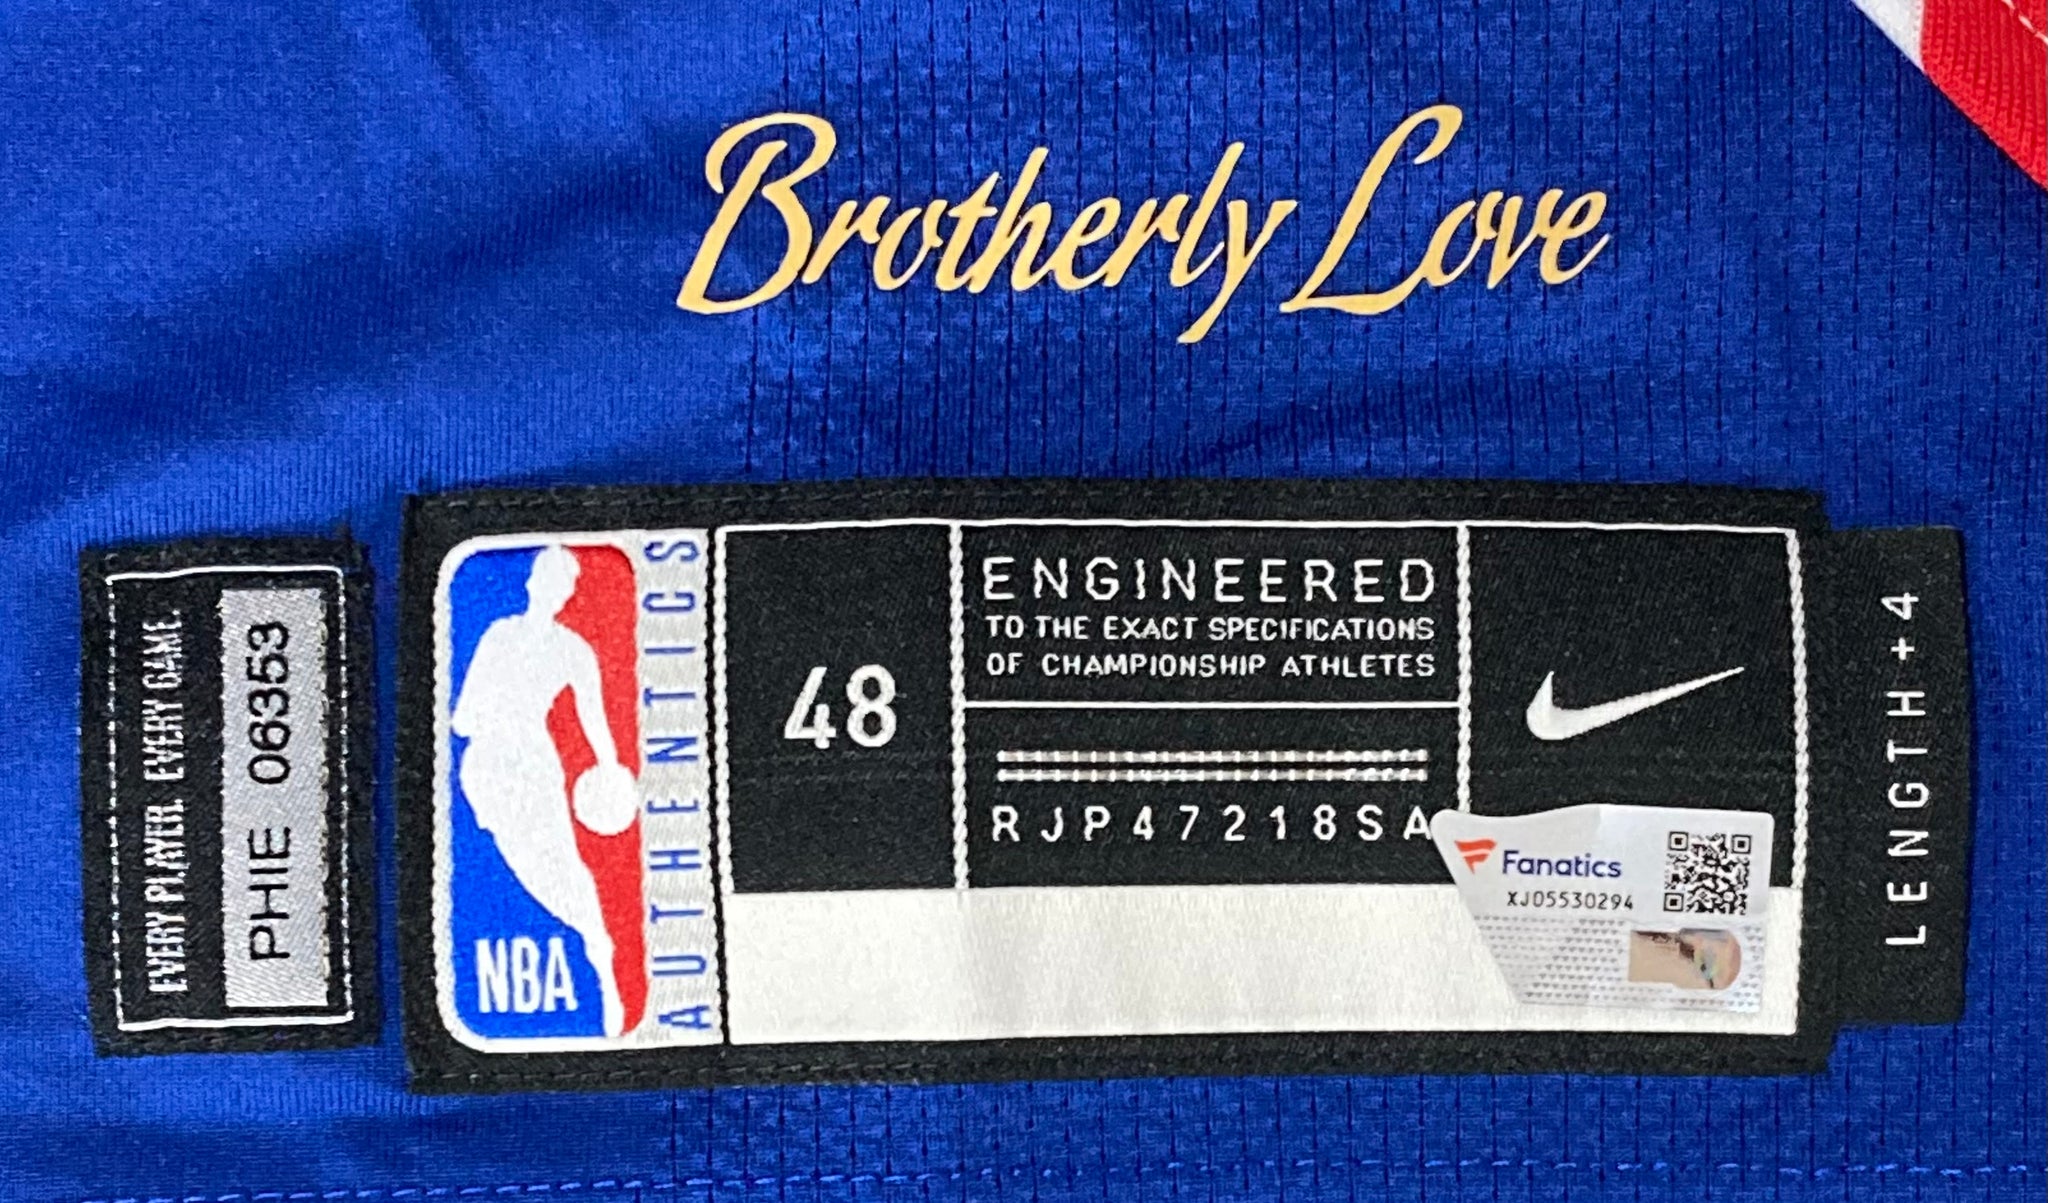 Brotherly Love
EVERY PLAYER. EVERY GAME.
PHIE 06353
NBA
AUTHENTICS
48
ENGINEERED
TO THE EXACT SPECIFICATIONS
OF CHAMPIONSHIP ATHLETES
RJP47218SA
Fanatics
XJ05530294
LENGTH+4